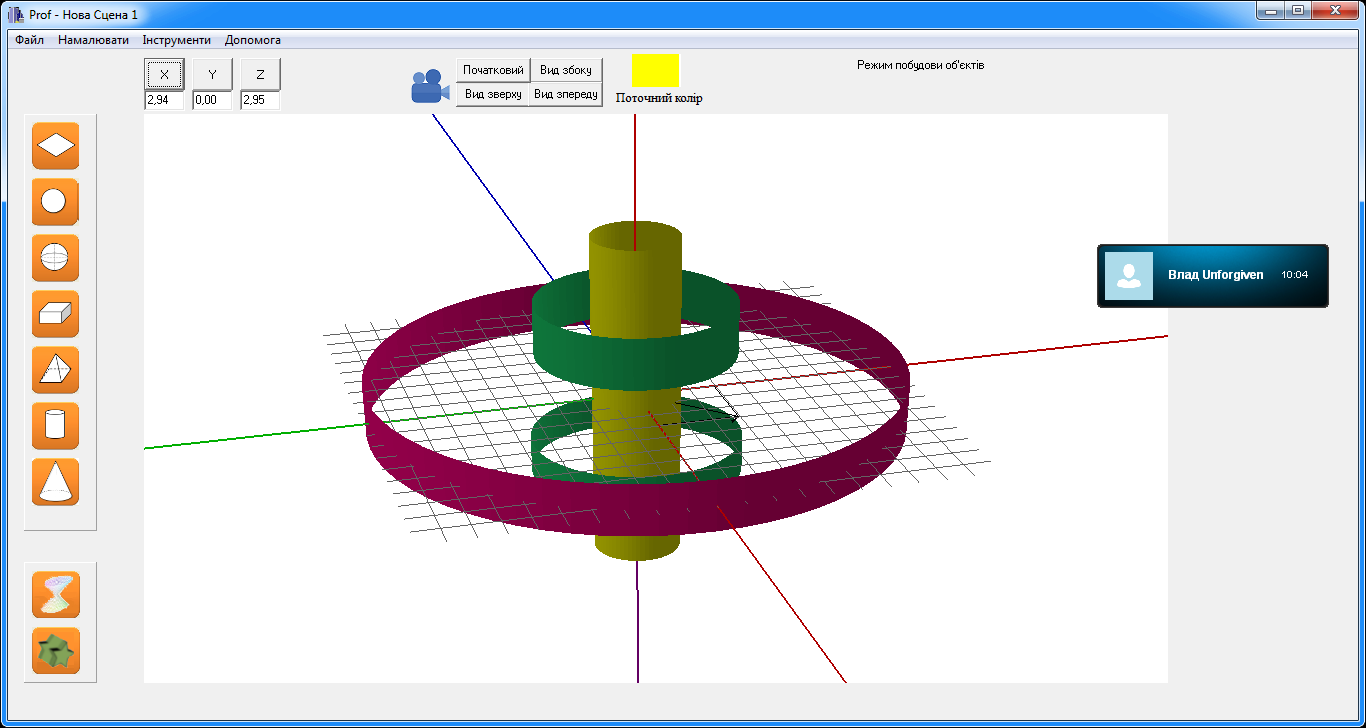 Prof - Нова Сцена 1
Файл Намалювати Інструменти Допомога
X Y Z
2,94 0,00 2,95
Початковий Вид збоку
Вид зверху Вид зпереду
Поточний колір
Режим побудови об'єктів
Влад Unforgiven 10:04